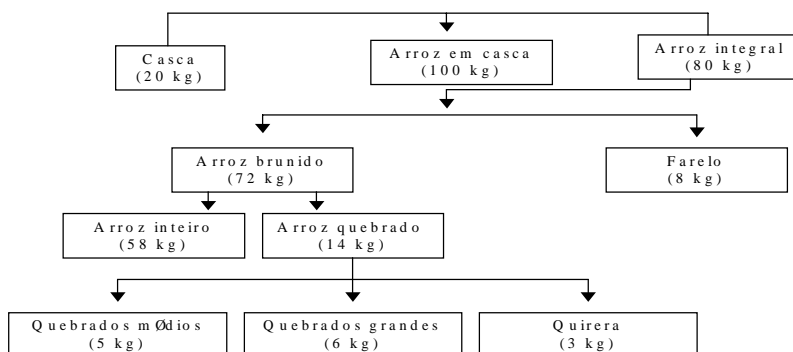 Casca
(20 kg)
Arroz em casca
(100 kg)
Arroz integral
(80 kg)
Arroz brunido
(72 kg)
Farelo
(8 kg)
Arroz inteiro
(58 kg)
Arroz quebrado
(14 kg)
Quebrados mØdios
(5 kg)
Quebrados grandes
(6 kg)
Quirera
(3 kg)